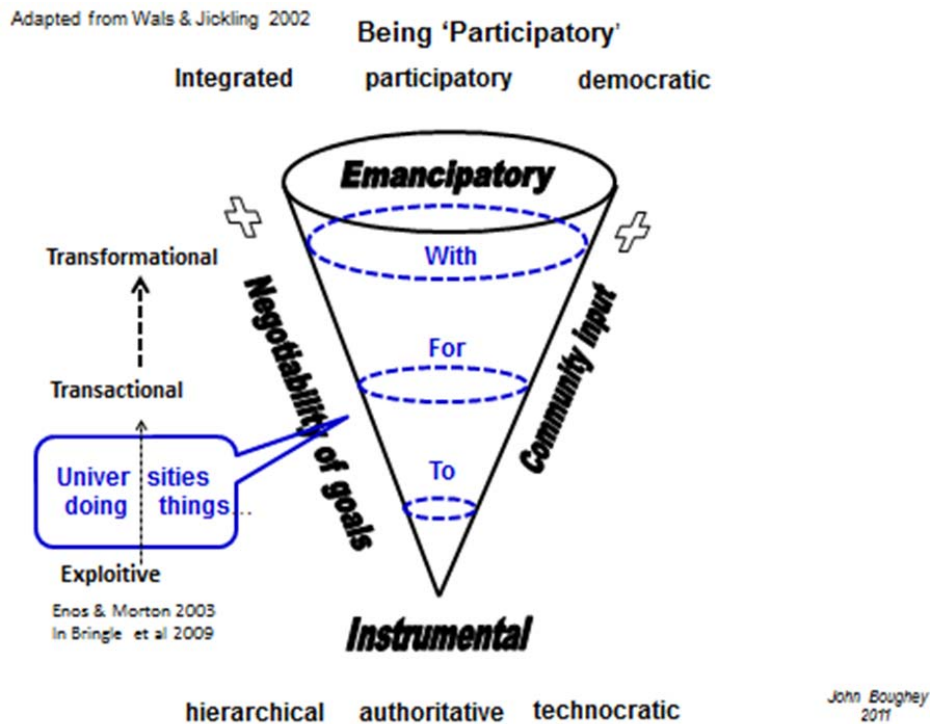 Adapted from Wals & Jickling 2002
Being ‘Participatory’
Integrated participatory democratic
Emancipatory
With
Transformational
Negotiability of goals
Community input
For
Transactional
To
Universities
doing things...
Exploitive
Enos & Morton 2003
In Bringle et al 2009
Instrumental
hierarchical authoritative technocratic
John Boughey
2011